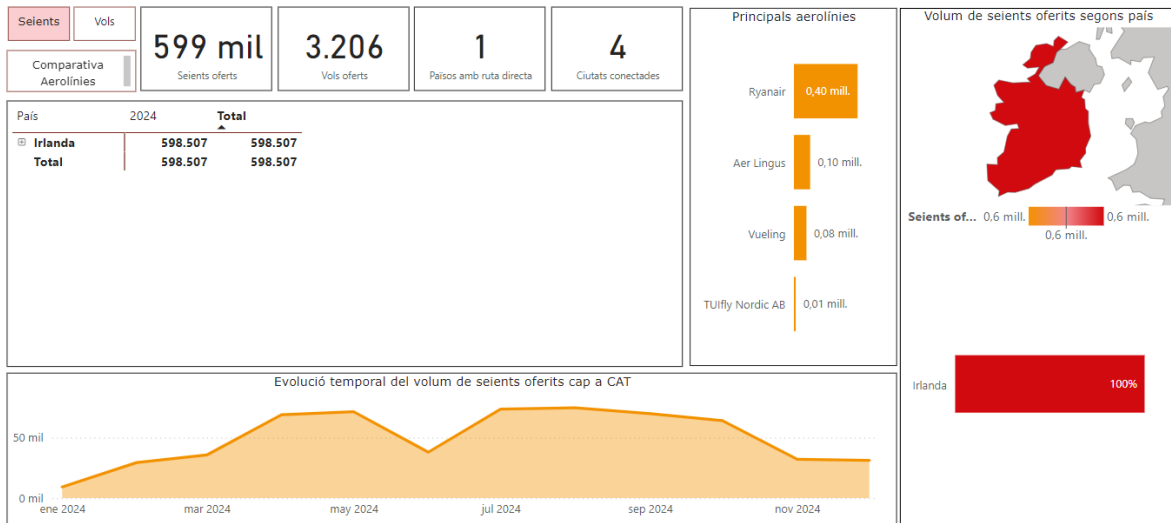 Seients
Vols
Comparativa
Aerolínies
599 mil
Seients oferts
3.206
Vols oferts
1
Països amb ruta directa
4
Ciutats conectades
País 2024 Total
Irlanda 598.507 598.507
Total 598.507 598.507
Principals aerolínies
Ryanair 0,40 mill.
Aer Lingus 0,10 mill.
Vueling 0,08 mill.
TUIfly Nordic AB 0,01 mill.
Volum de seients oferts segons país
Seients of... 0,6 mill. 0,6 mill.
0,6 mill.
Irlanda 100%
Evolució temporal del volum de seients oferits cap a CAT
50 mil
0 mil
ene 2024 mar 2024 may 2024 jul 2024 sep 2024 nov 2024